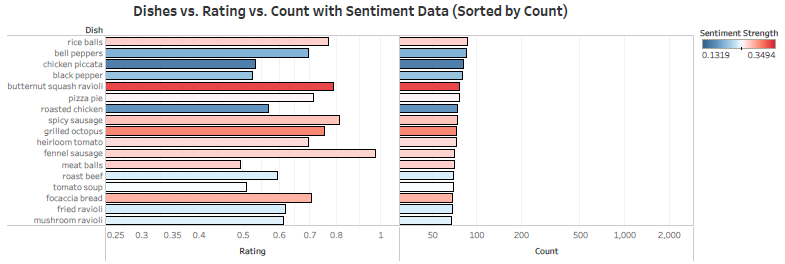 Dishes vs. Rating vs. Count with Sentiment Data (Sorted by Count)
Sentiment Strength
0.1319 0.3494
Dish
rice balls
bell peppers
chicken piccata
black pepper
butternut squash ravioli
pizza pie
roasted chicken
spicy sausage
grilled octopus
heirloom tomato
fennel sausage
meat balls
roast beef
tomato soup
focaccia bread
fried ravioli
mushroom ravioli
0.25 0.3 0.35 0.4 0.5 0.6 0.7 0.8 1 50 100 200 500 1,000 2,000
Rating Count